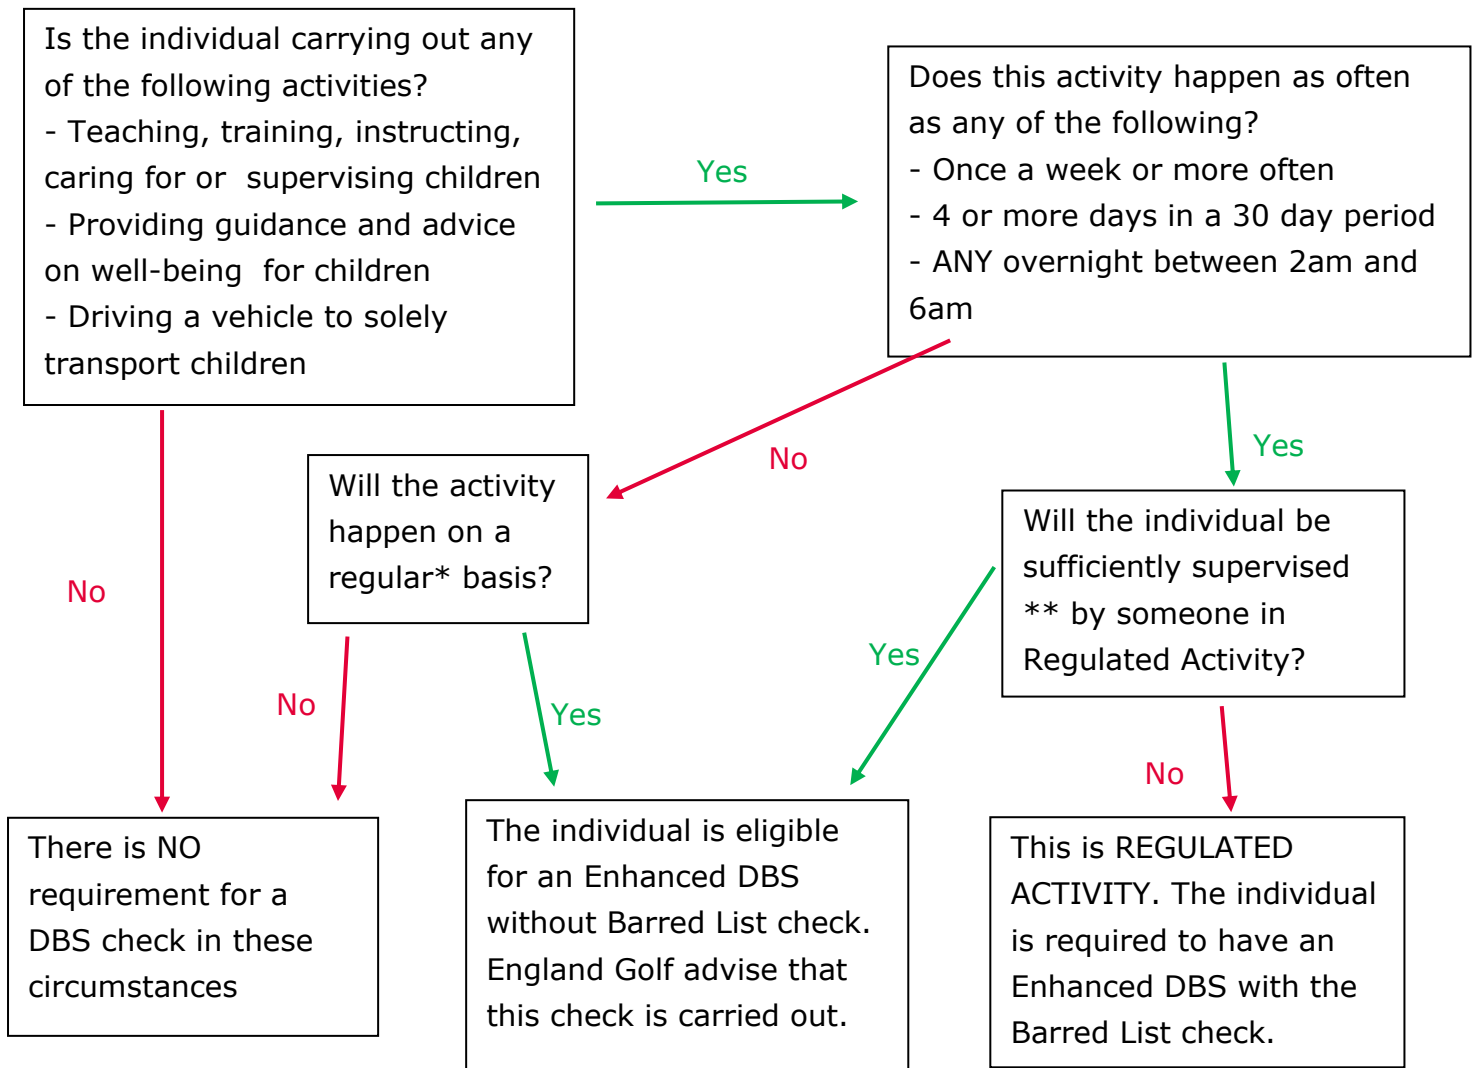 Is the individual carrying out any
of the following activities?
- Teaching, training, instructing,
caring for or  supervising children
- Providing guidance and advice
on well-being  for children
- Driving a vehicle to solely
transport children
Yes
Does this activity happen as often
as any of the following?
- Once a week or more often
- 4 or more days in a 30 day period
- ANY overnight between 2am and
6am
No
Yes
No
Will the activity
happen on a
regular* basis?
Will the individual be
sufficiently supervised
** by someone in
Regulated Activity?
No
Yes
Yes
No
There is NO
requirement for a
DBS check in these
circumstances
The individual is eligible
for an Enhanced DBS
without Barred List check.
England Golf advise that
this check is carried out.
This is REGULATED
ACTIVITY. The individual
is required to have an
Enhanced DBS with the
Barred List check.